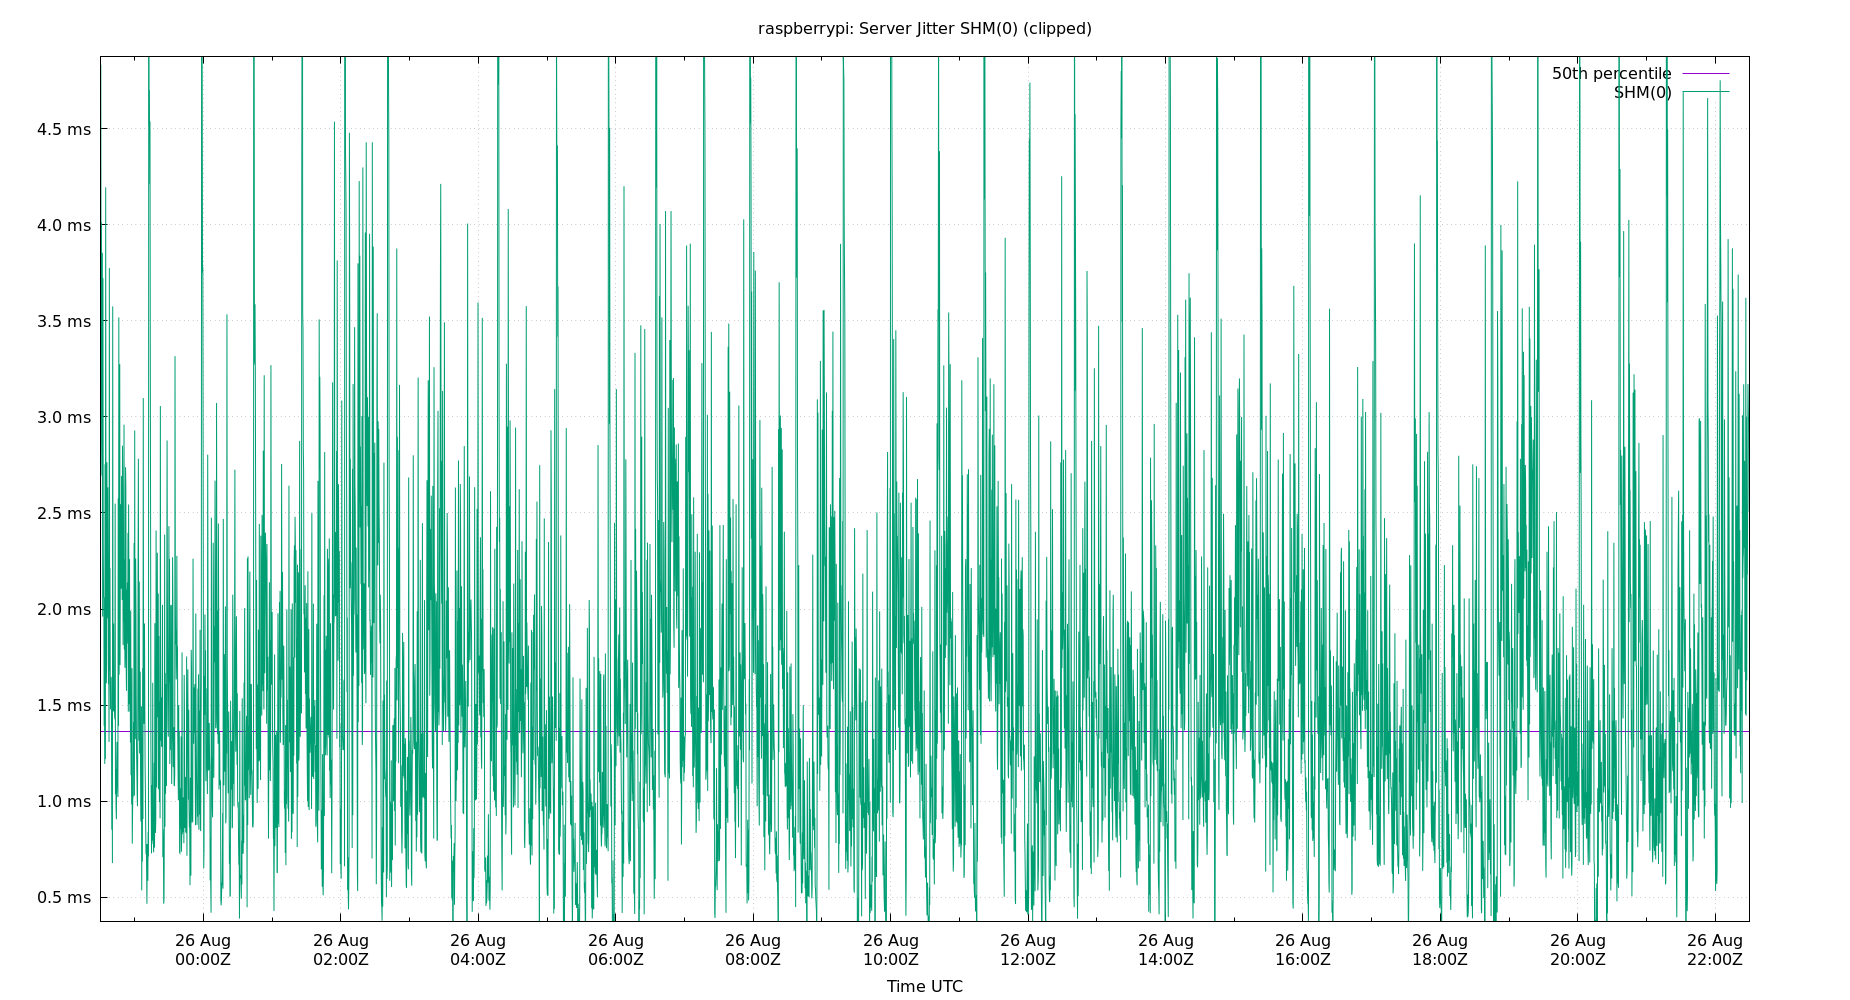 raspberrypi: Server Jitter SHM(0) (clipped)
50th percentile
SHM(0)
4.5 ms
4.0 ms
3.5 ms
3.0 ms
2.5 ms
2.0 ms
1.5 ms
1.0 ms
0.5 ms
26 Aug 26 Aug 26 Aug 26 Aug 26 Aug 26 Aug 26 Aug 26 Aug 26 Aug 26 Aug 26 Aug 26 Aug
00:00Z 02:00Z 04:00Z 06:00Z 08:00Z 10:00Z 12:00Z 14:00Z 16:00Z 18:00Z 20:00Z 22:00Z
Time UTC